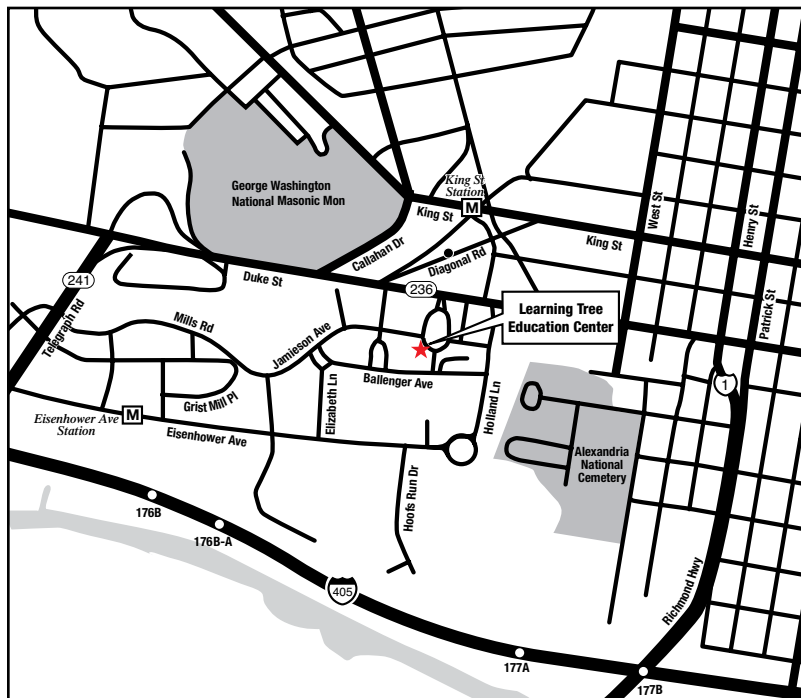 George Washington
National Masonic Mon
King St
Station
M
King St
West St
Henry St
King St
Patrick St
Callahan Dr
Diagonal Rd
241
Duke St
236
Telegraph Rd
Learning Tree
Education Center
Mills Rd
Jamieson Ave
Ballenger Ave
1
Grist Mill Pl
Elizabeth Ln
Holland Ln
Eisenhower Ave
Station
M
Eisenhower Ave
Alexandria
National
Cemetery
Hoofs Run Dr
176B
176B-A
405
Richmond Hwy
177A
177B